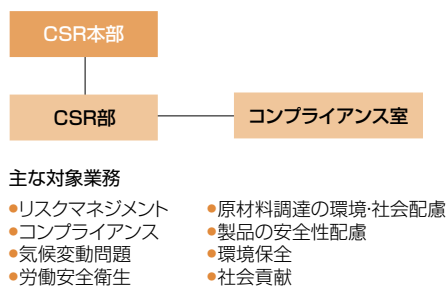 CSR本部
CSR部
コンプライアンス室
主な対象業務
●リスクマネジメント
●コンプライアンス
●気候変動問題
●労働安全衛生
●原材料調達の環境・社会配慮
●製品の安全性配慮
●環境保全
●社会貢献